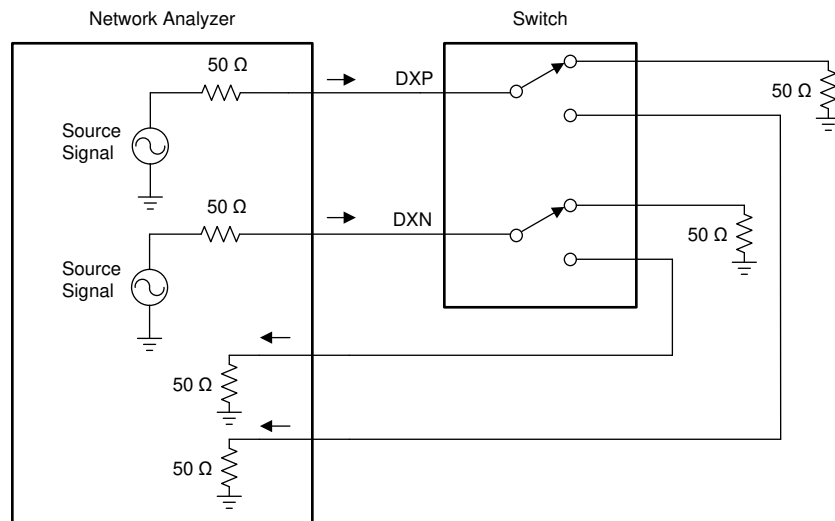 Network Analyzer
Switch
50 Ω
DXP
50 Ω
Source
Signal
50 Ω
DXN
50 Ω
Source
Signal
50 Ω
50 Ω